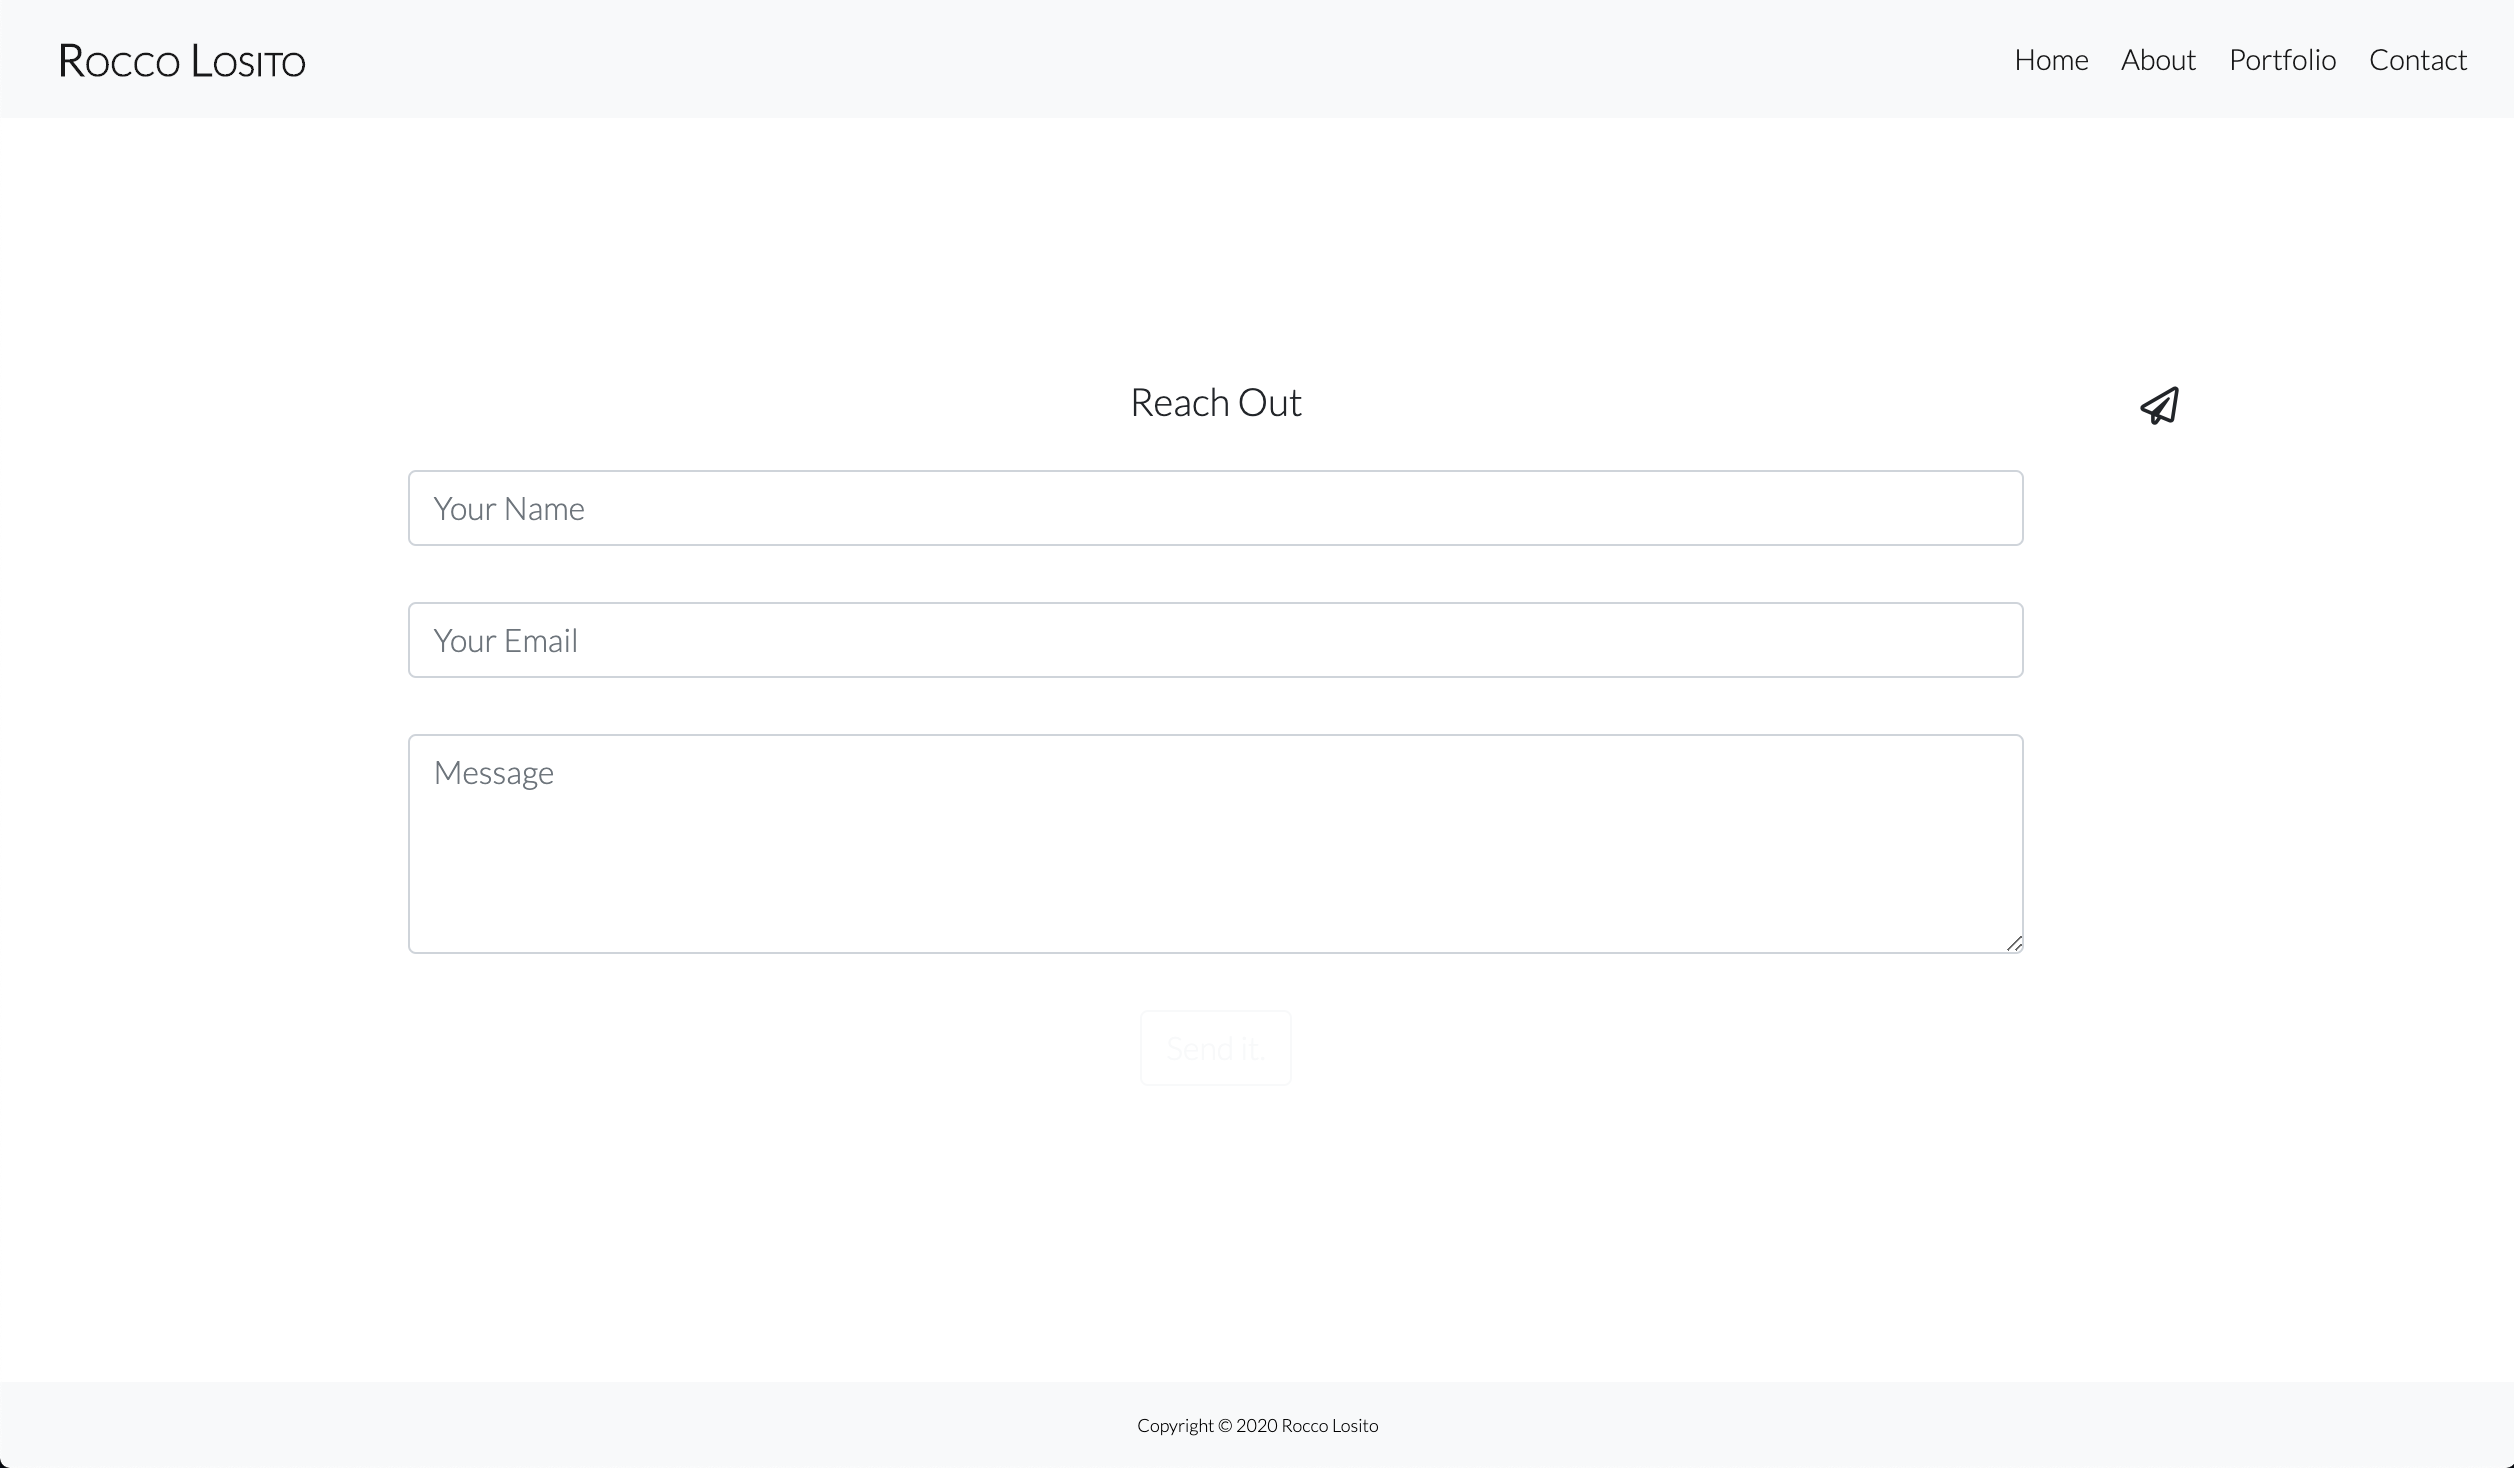 Rocco Losito
Home About Portfolio Contact
Reach Out
Your Name
Your Email
Message
Send it.
Copyright © 2020 Rocco Losito